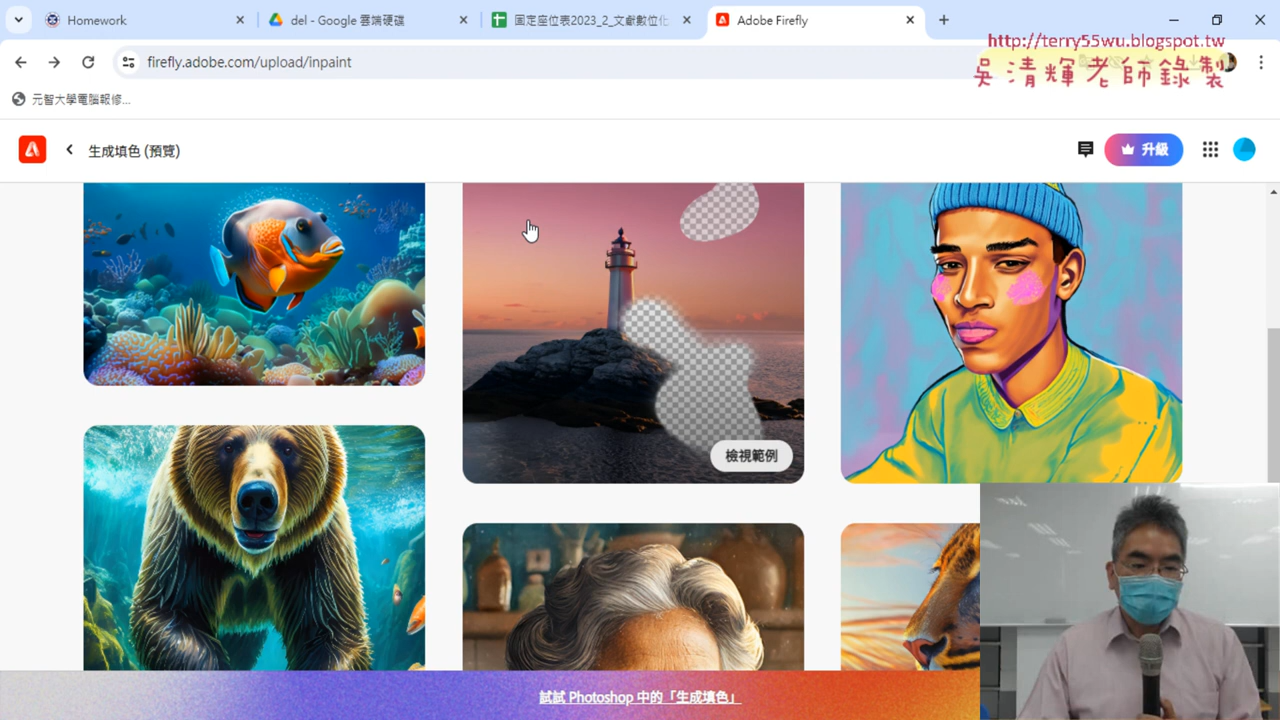 Homework
del - Google 雲端硬碟
固定座位表2023_2_文獻數位化
Adobe Firefly
http://terry55wu.blogspot.tw
firefly.adobe.com/upload/inpaint
吳清輝老師錄製
元智大學電腦報修...
生成填色 (預覽)
升級
檢視範例
試試 Photoshop 中的「生成填色」